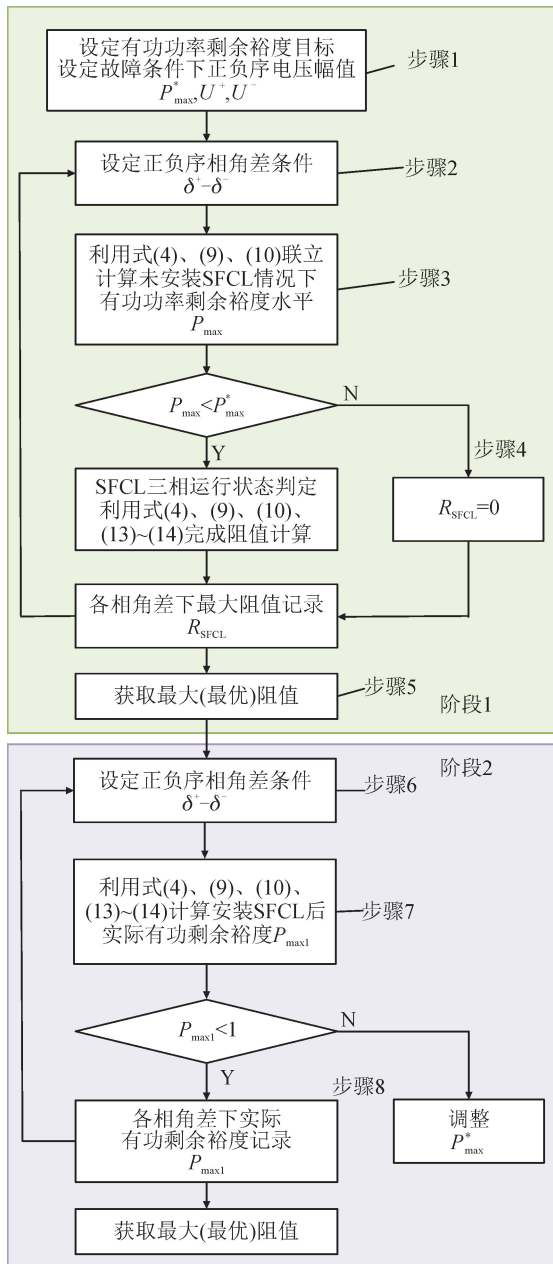 设定有功功率剩余裕度目标
设定故障条件下正负序电压幅值
P*max,U+,U−
步骤1
设定正负序相角差条件
δ+−δ−
步骤2
利用式(4)、(9)、(10)联立
计算未安装SFCL情况下
有功功率剩余裕度水平
Pmax
步骤3
Pmax<P*max
N
Y
步骤4
SFCL三相运行状态判定
利用式(4)、(9)、(10)、
(13)~(14)完成阻值计算
RSFCL=0
各相角差下最大阻值记录
RSFCL
获取最大(最优)阻值
步骤5
阶段1
阶段2
设定正负序相角差条件
δ+−δ−
步骤6
利用式(4)、(9)、(10)、
(13)~(14)计算安装SFCL后
实际有功剩余裕度Pmax1
步骤7
Pmax1<1
N
Y
步骤8
各相角差下实际
有功剩余裕度记录
Pmax1
调整
P*max
获取最大(最优)阻值